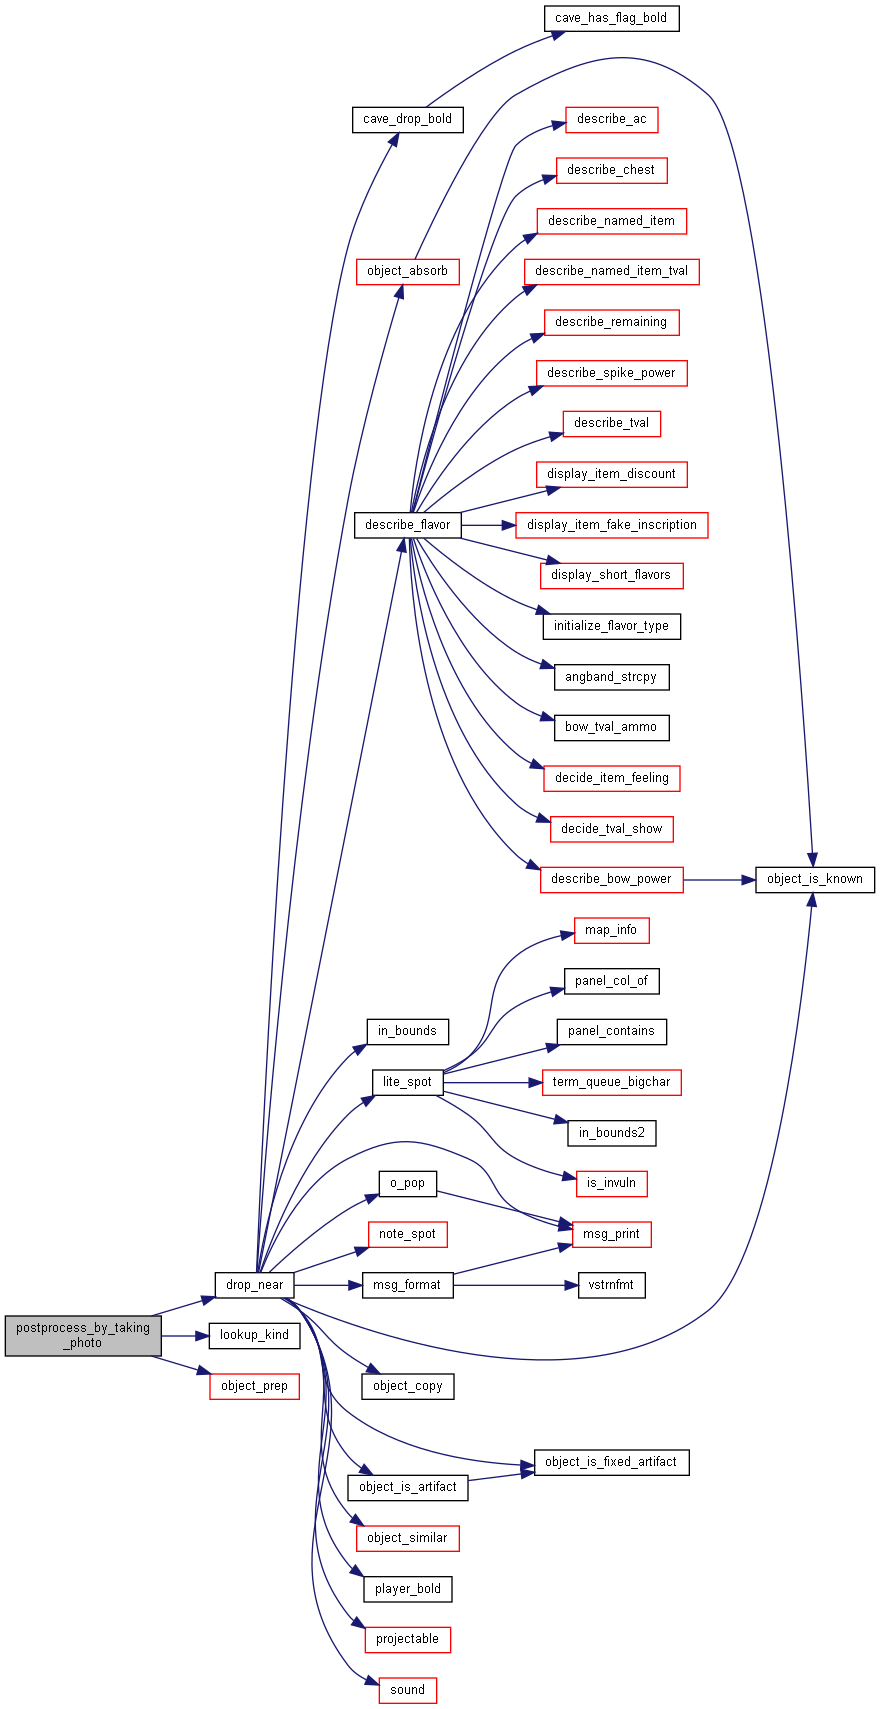 cave_has_flag_bold
cave_drop_bold
describe_ac
describe_chest
describe_named_item
object_absorb
describe_named_item_tval
describe_remaining
describe_spike_power
describe_tval
display_item_discount
describe_flavor
display_item_fake_inscription
display_short_flavors
initialize_flavor_type
angband_strcpy
bow_tval_ammo
decide_item_feeling
decide_tval_show
describe_bow_power
object_is_known
map_info
panel_col_of
in_bounds
panel_contains
lite_spot
term_queue_bigchar
in_bounds2
o_pop
is_invuln
note_spot
msg_print
drop_near
msg_format
vstrnfmt
postprocess_by_taking
_photo
lookup_kind
object_prep
object_copy
object_is_fixed_artifact
object_is_artifact
object_similar
player_bold
projectable
sound